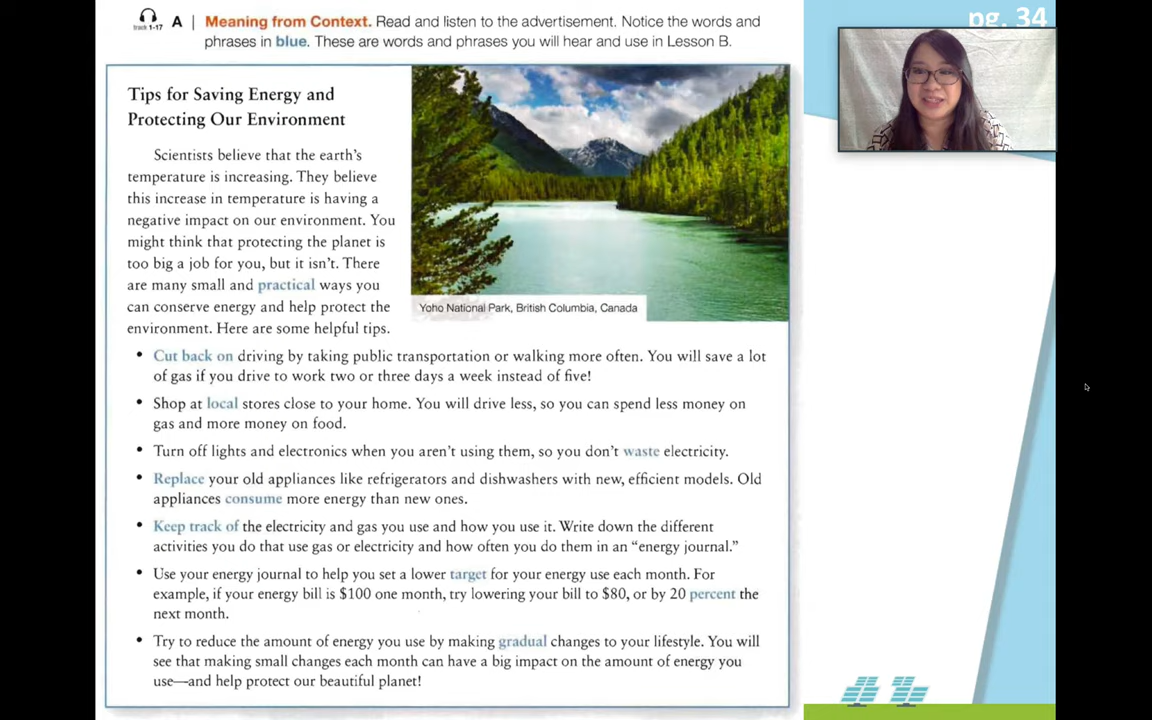 pg. 34
track 1-17
A | Meaning from Context. Read and listen to the advertisement. Notice the words and
phrases in blue. These are words and phrases you will hear and use in Lesson B.
Tips for Saving Energy and
Protecting Our Environment
Scientists believe that the earth's
temperature is increasing. They believe
this increase in temperature is having a
negative impact on our environment. You
might think that protecting the planet is
too big a job for you, but it isn't. There
are many small and practical ways you
can conserve energy and help protect the
environment. Here are some helpful tips.
Yoho National Park, British Columbia, Canada
• Cut back on driving by taking public transportation or walking more often. You will save a lot
of gas if you drive to work two or three days a week instead of five!
• Shop at local stores close to your home. You will drive less, so you can spend less money on
gas and more money on food.
• Turn off lights and electronics when you aren't using them, so you don't waste electricity.
• Replace your old appliances like refrigerators and dishwashers with new, efficient models. Old
appliances consume more energy than new ones.
• Keep track of the electricity and gas you use and how you use it. Write down the different
activities you do that use gas or electricity and how often you do them in an “energy journal.”
• Use your energy journal to help you set a lower target for your energy use each month. For
example, if your energy bill is $100 one month, try lowering your bill to $80, or by 20 percent the
next month.
• Try to reduce the amount of energy you use by making gradual changes to your lifestyle. You will
see that making small changes each month can have a big impact on the amount of energy you
use—and help protect our beautiful planet!